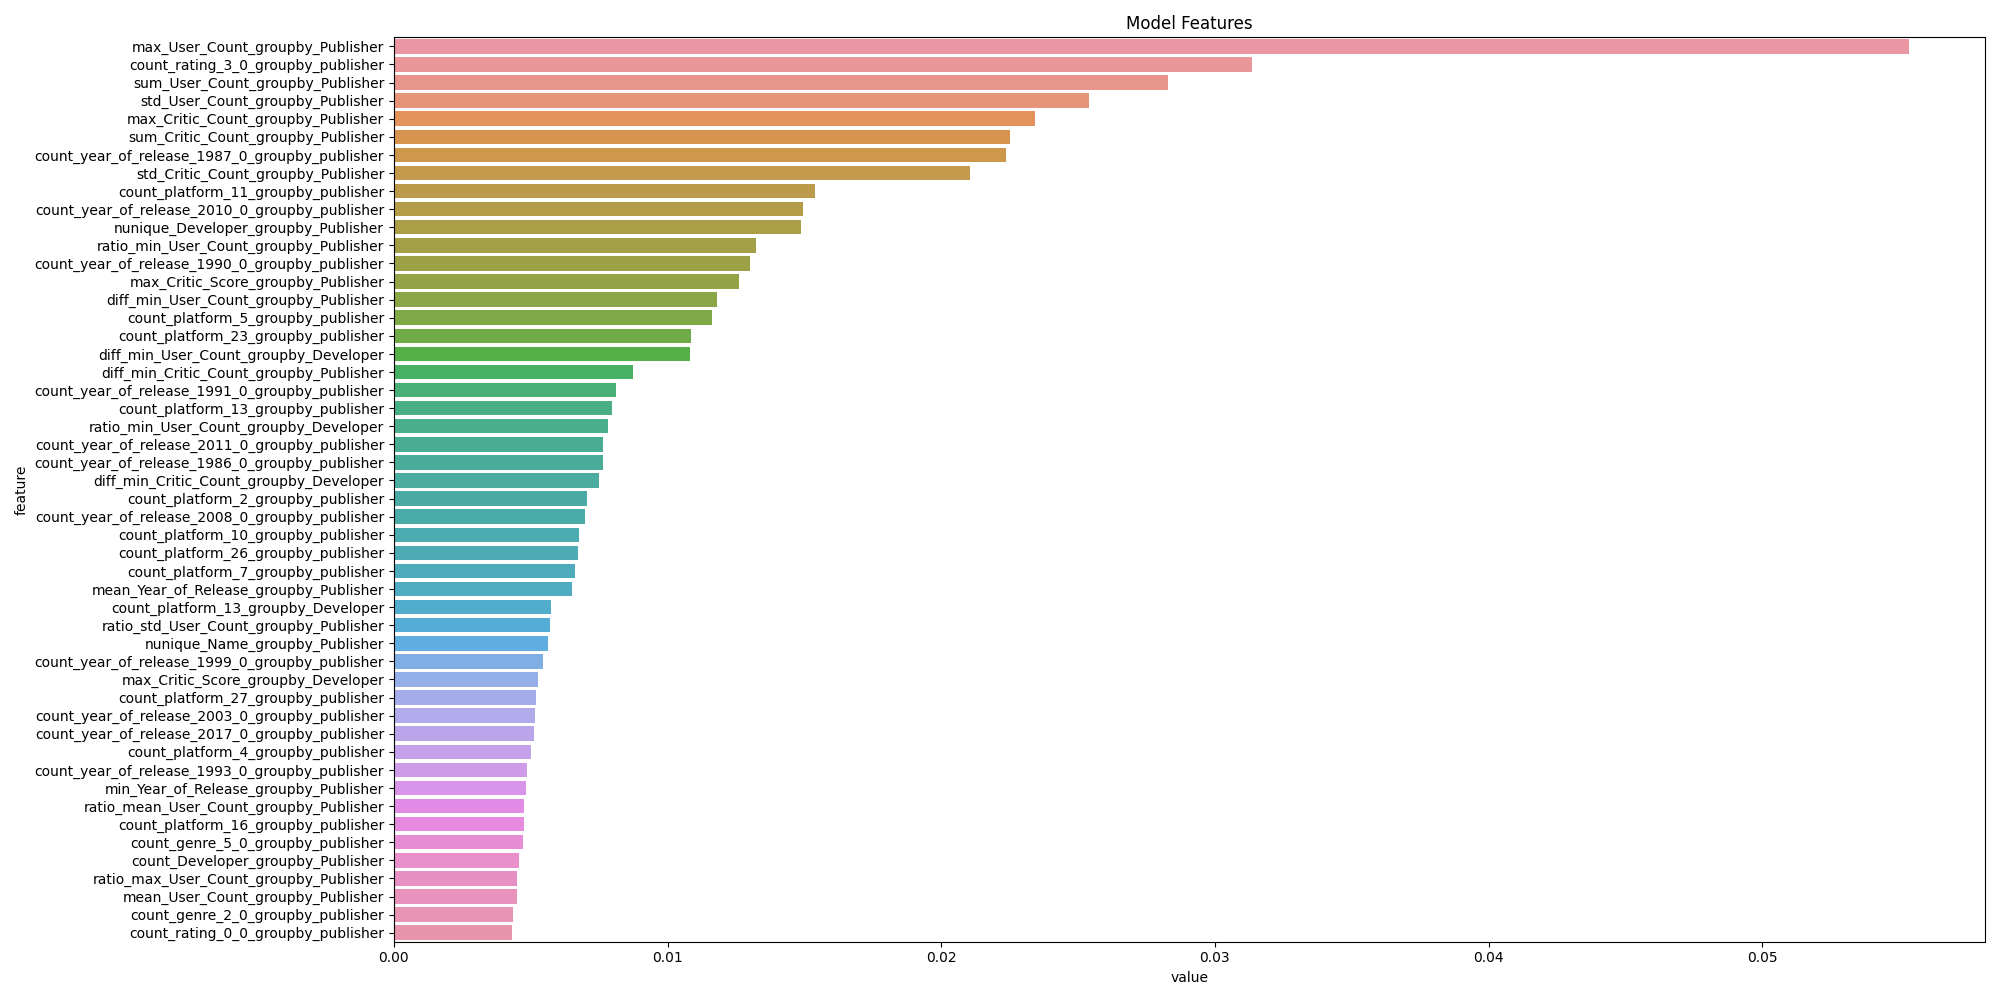 Model Features
feature
max_User_Count_groupby_Publisher
count_rating_3_0_groupby_publisher
sum_User_Count_groupby_Publisher
std_User_Count_groupby_Publisher
max_Critic_Count_groupby_Publisher
sum_Critic_Count_groupby_Publisher
count_year_of_release_1987_0_groupby_publisher
std_Critic_Count_groupby_Publisher
count_platform_11_groupby_publisher
count_year_of_release_2010_0_groupby_publisher
nunique_Developer_groupby_Publisher
ratio_min_User_Count_groupby_Publisher
count_year_of_release_1990_0_groupby_publisher
max_Critic_Score_groupby_Publisher
diff_min_User_Count_groupby_Publisher
count_platform_5_groupby_publisher
count_platform_23_groupby_publisher
diff_min_User_Count_groupby_Developer
diff_min_Critic_Count_groupby_Publisher
count_year_of_release_1991_0_groupby_publisher
count_platform_13_groupby_publisher
ratio_min_User_Count_groupby_Developer
count_year_of_release_2011_0_groupby_publisher
count_year_of_release_1986_0_groupby_publisher
diff_min_Critic_Count_groupby_Developer
count_platform_2_groupby_publisher
count_year_of_release_2008_0_groupby_publisher
count_platform_10_groupby_publisher
count_platform_26_groupby_publisher
count_platform_7_groupby_publisher
mean_Year_of_Release_groupby_Publisher
count_platform_13_groupby_Developer
ratio_std_User_Count_groupby_Publisher
nunique_Name_groupby_Publisher
count_year_of_release_1999_0_groupby_publisher
max_Critic_Score_groupby_Developer
count_platform_27_groupby_publisher
count_year_of_release_2003_0_groupby_publisher
count_year_of_release_2017_0_groupby_publisher
count_platform_4_groupby_publisher
count_year_of_release_1993_0_groupby_publisher
min_Year_of_Release_groupby_Publisher
ratio_mean_User_Count_groupby_Publisher
count_platform_16_groupby_publisher
count_genre_5_0_groupby_publisher
count_Developer_groupby_Publisher
ratio_max_User_Count_groupby_Publisher
mean_User_Count_groupby_Publisher
count_genre_2_0_groupby_publisher
count_rating_0_0_groupby_publisher
0.00 0.01 0.02 0.03 0.04 0.05
value